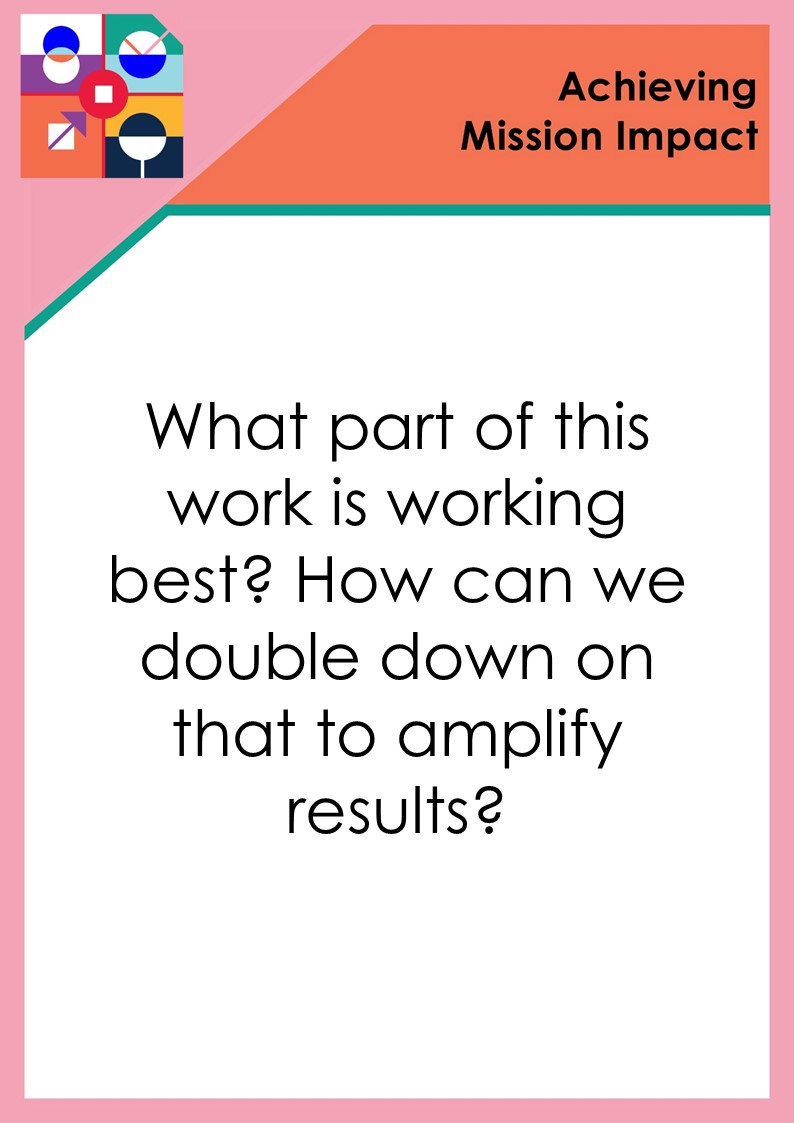 Achieving
Mission Impact
What part of this
work is working
best? How can we
double down on
that to amplify
results?